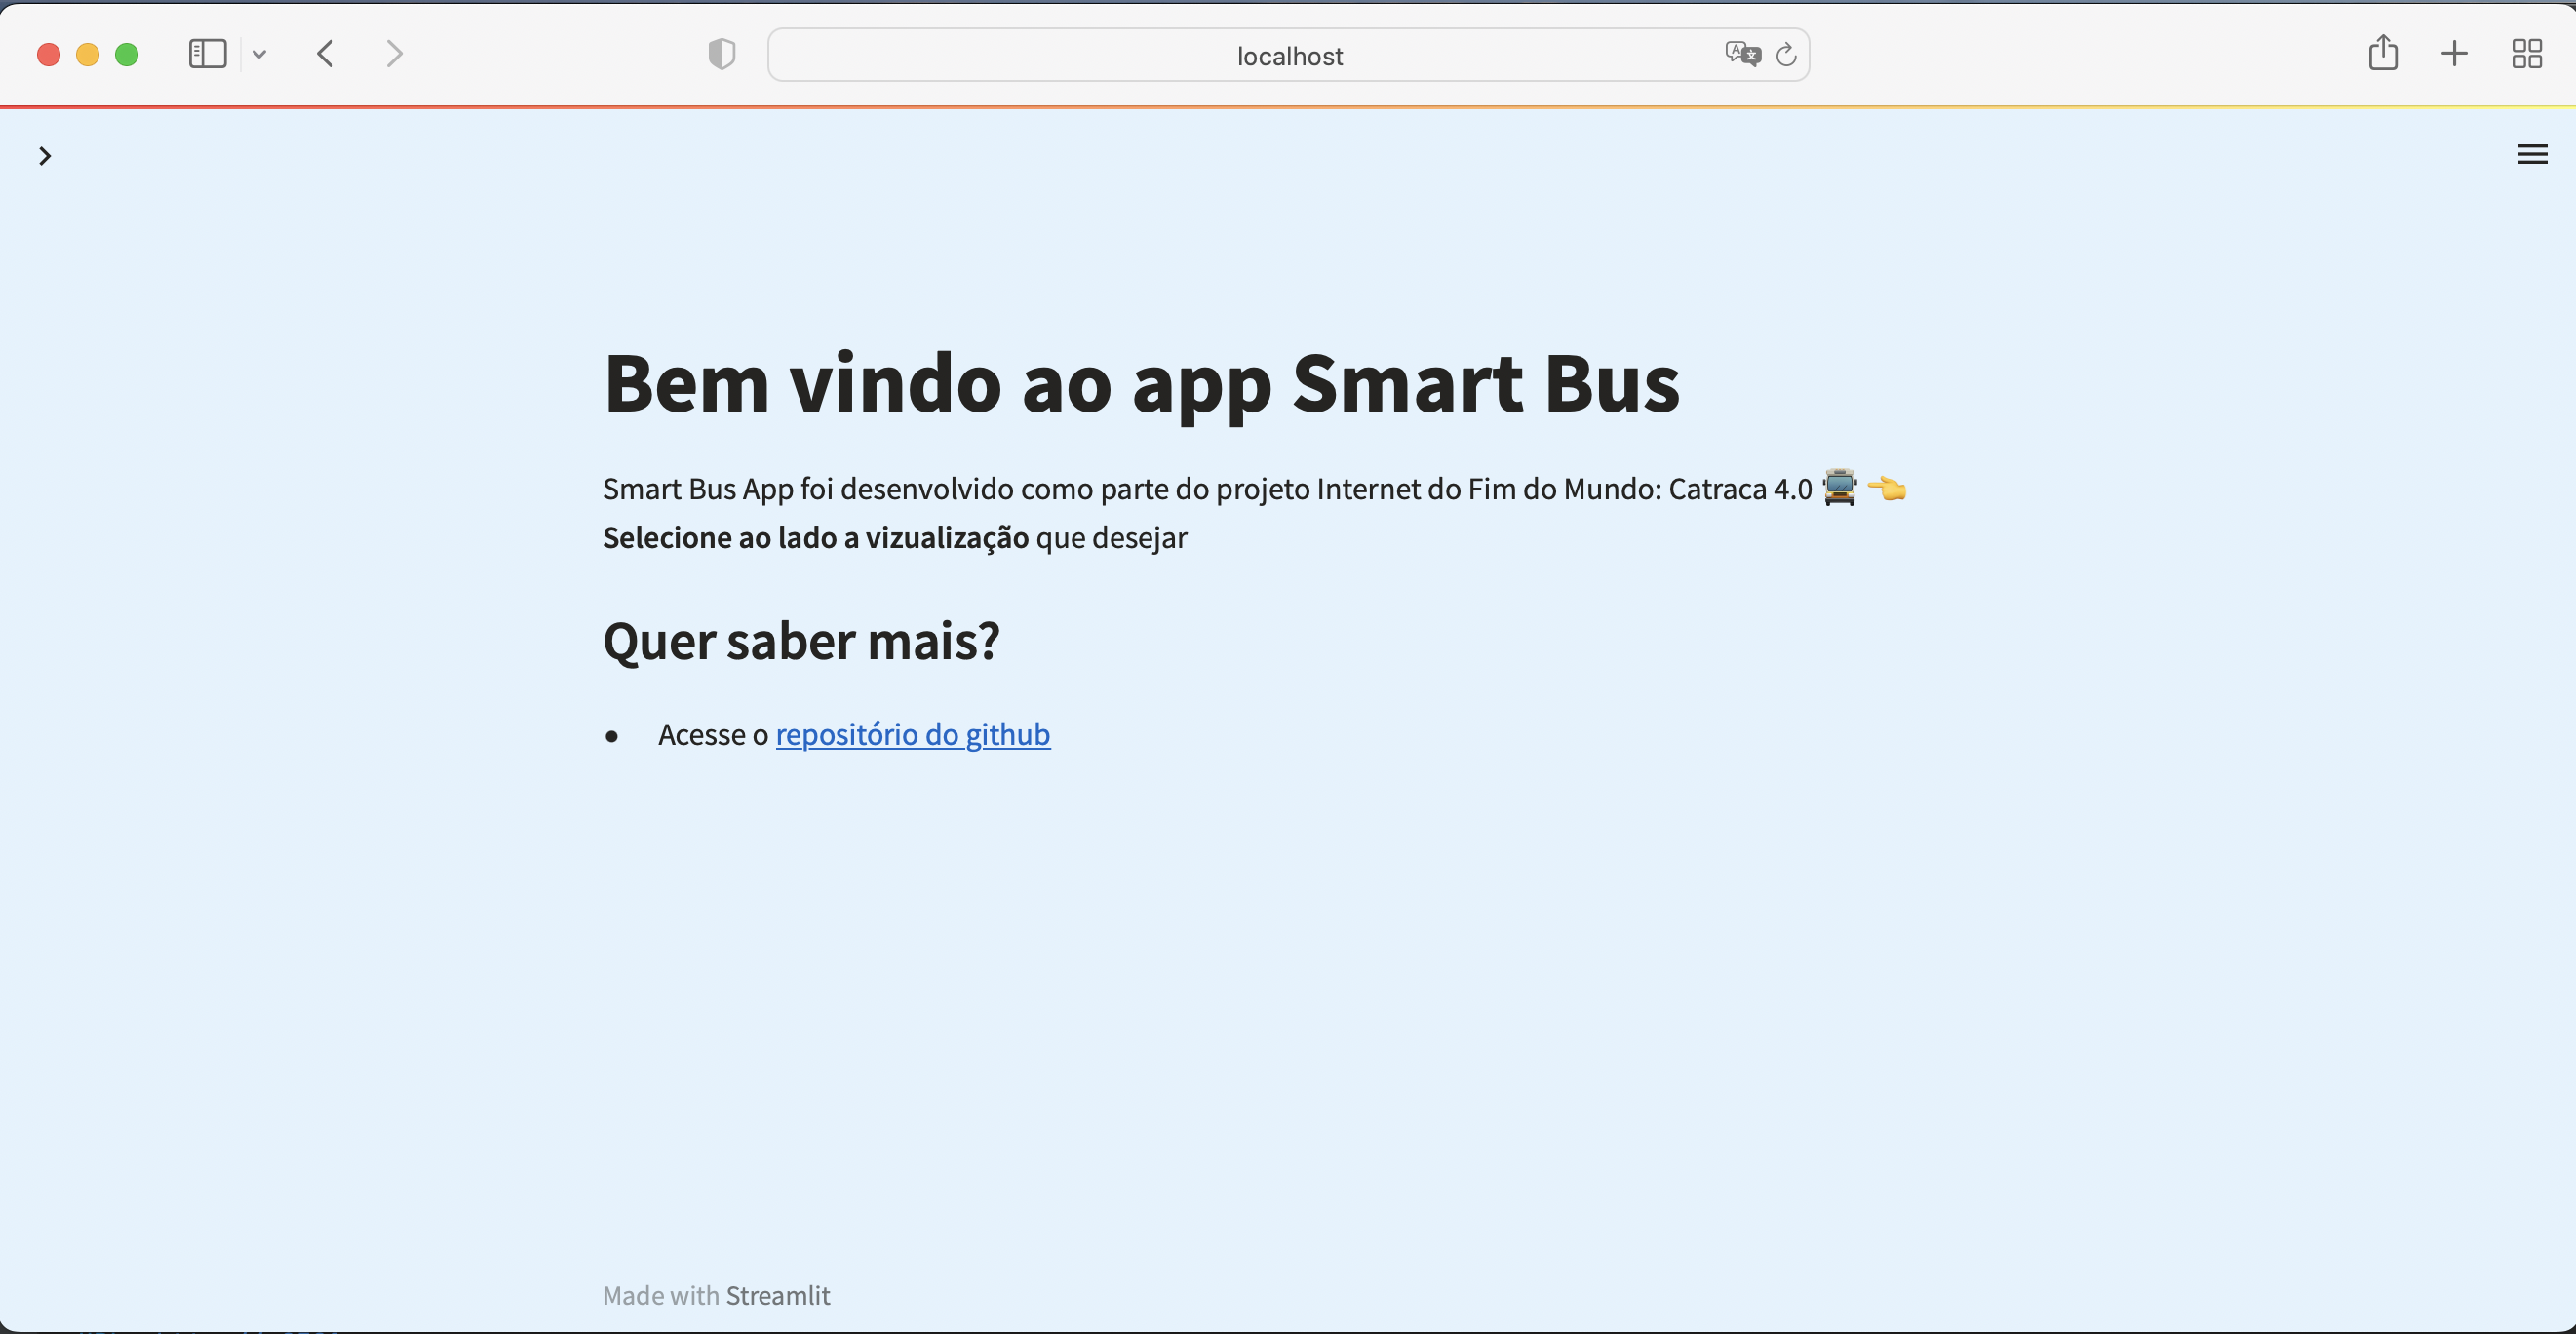 localhost
Bem vindo ao app Smart Bus
Smart Bus App foi desenvolvido como parte do projeto Internet do Fim do Mundo: Catraca 4.0 🚍 👈
Selecione ao lado a vizualização que desejar
Quer saber mais?
• Acesse o repositório do github
Made with Streamlit